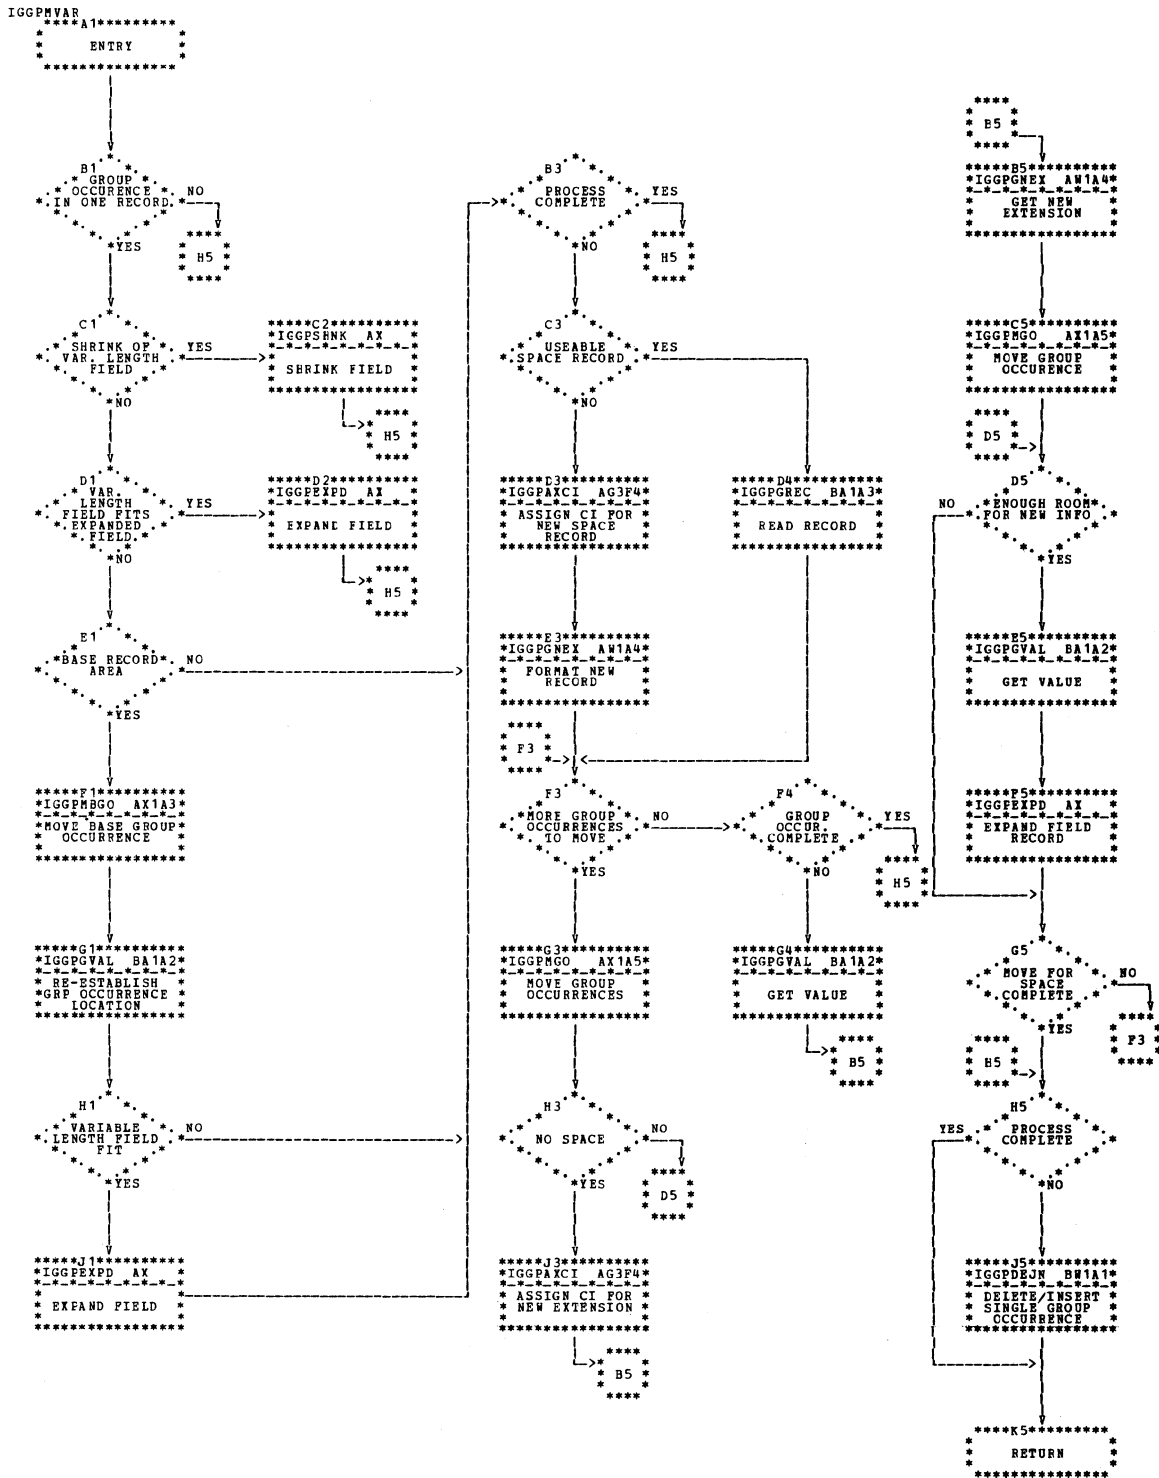 IGGPMVAR
A1
ENTRY
B1
GROUP
OCCURENCE
IN ONE RECORD
NO
YES
H5
C1
SHRINK OF
VAR. LENGTH
FIELD
YES
NO
C2
IGGPSHNK AX
SHRINK FIELD
H5
D1
VAR.
LENGTH
FIELD FITS
EXPANDED
FIELD.
YES
NO
D2
IGGPEXPD AX
EXPAND FIELD
H5
E1
BASE RECORD
AREA
NO
YES
F1
IGGPMBGO AX1A3
MOVE BASE GROUP
OCCURRENCE
G1
IGGPGVAL BA1A2
RE-ESTABLISH
GRP OCCURRENCE
LOCATION
H1
VARIABLE
LENGTH FIELD
FIT
NO
YES
J1
IGGPEXPD AX
EXPAND FIELD
B3
PROCESS
COMPLETE
YES
NO
H5
C3
USEABLE
SPACE RECORD
YES
NO
D3
IGGPAXCI AG3F4
ASSIGN CI FOR
NEW SPACE
RECORD
D4
IGGPGREC BA1A3
READ RECORD
E3
IGGPGNEX AW1A4
FORMAT NEW
RECORD
F3
F3
MORE GROUP
OCCURRENCES
TO MOVE
NO
YES
F4
GROUP
OCCUR.
COMPLETE
YES
NO
H5
G3
IGGPMGO AX1A5
MOVE GROUP
OCCURRENCES
G4
IGGPGVAL BA1A2
GET VALUE
B5
H3
NO SPACE
NO
YES
D5
J3
IGGPAXCI AG3F4
ASSIGN CI FOR
NEW EXTENSION
B5
B5
B5
IGGPGNEX AW1A4
GET NEW
EXTENSION
C5
IGGPMGO AX1A5
MOVE GROUP
OCCURENCE
D5
D5
ENOUGH ROOM
FOR NEW INFO
NO
YES
E5
IGGPGVAL BA1A2
GET VALUE
F5
IGGPEXPD AX
EXPAND FIELD
RECORD
G5
MOVE FOR
SPACE
COMPLETE
NO
YES
F3
H5
H5
PROCESS
COMPLETE
YES
NO
J5
IGGPDEJN BW1A1
DELETE/INSERT
SINGLE GROUP
OCCURRENCE
K5
RETURN